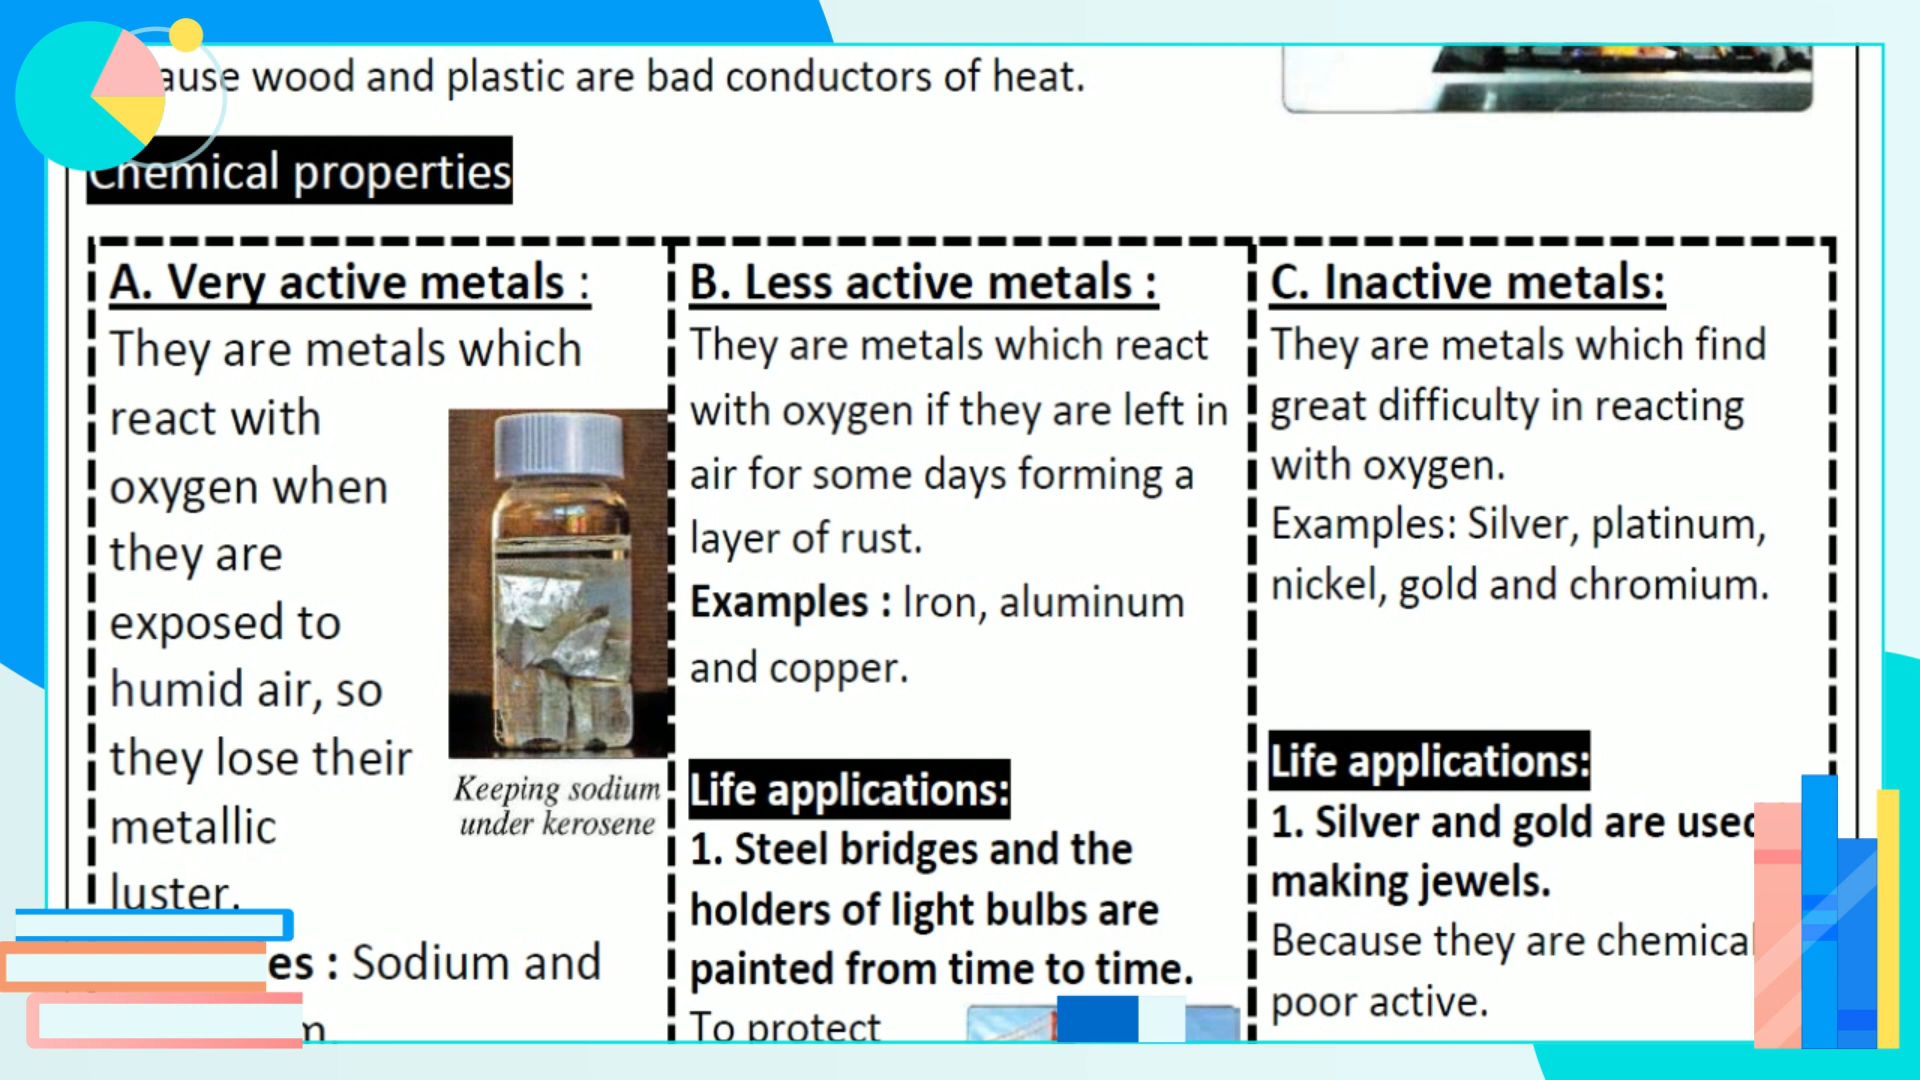 ause wood and plastic are bad conductors of heat.
Chemical properties
A. Very active metals :
They are metals which
react with
oxygen when
they are
exposed to
humid air, so
they lose their
metallic
luster.
es : Sodium and
m
Keeping sodium
under kerosene
B. Less active metals :
They are metals which react
with oxygen if they are left in
air for some days forming a
layer of rust.
Examples : Iron, aluminum
and copper.
Life applications:
1. Steel bridges and the
holders of light bulbs are
painted from time to time.
To protect
C. Inactive metals:
They are metals which find
great difficulty in reacting
with oxygen.
Examples: Silver, platinum,
nickel, gold and chromium.
Life applications:
1. Silver and gold are used
making jewels.
Because they are chemical
poor active.